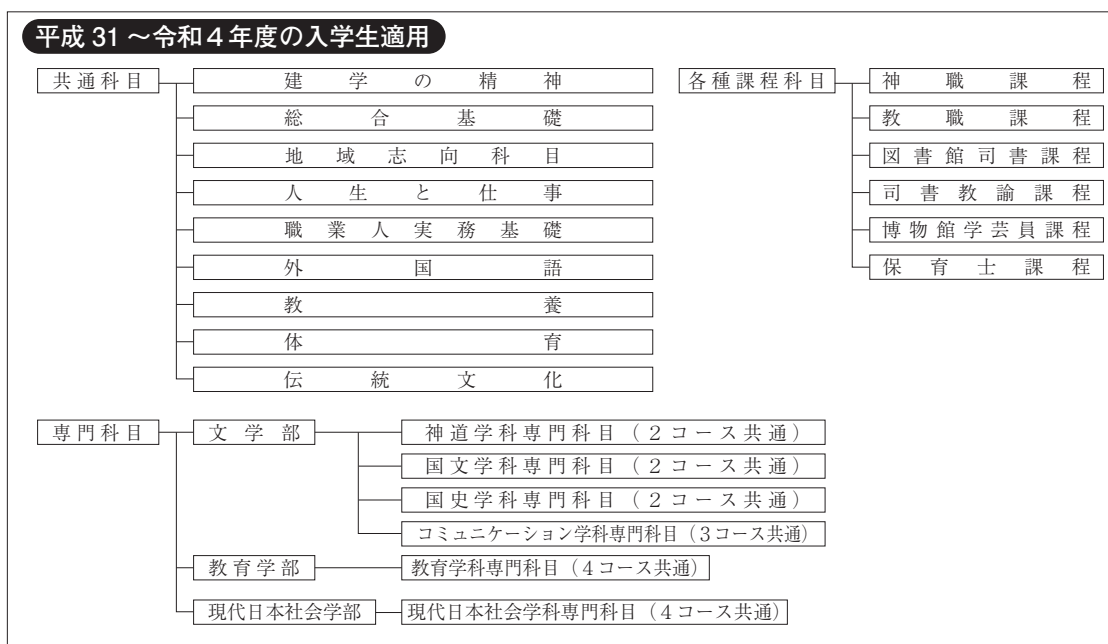 平成 31 ～令和４年度の入学生適用
共通科目
建学の精神
総合基礎
地域志向科目
人生と仕事
職業人実務基礎
外国語
教養
体育
伝統文化
各種課程科目
神職課程
教職課程
図書館司書課程
司書教諭課程
博物館学芸員課程
保育士課程
専門科目
文学部
神道学科専門科目（２コース共通）
国文学科専門科目（２コース共通）
国史学科専門科目（２コース共通）
コミュニケーション学科専門科目（３コース共通）
教育学部
教育学科専門科目（４コース共通）
現代日本社会学部
現代日本社会学科専門科目（４コース共通）